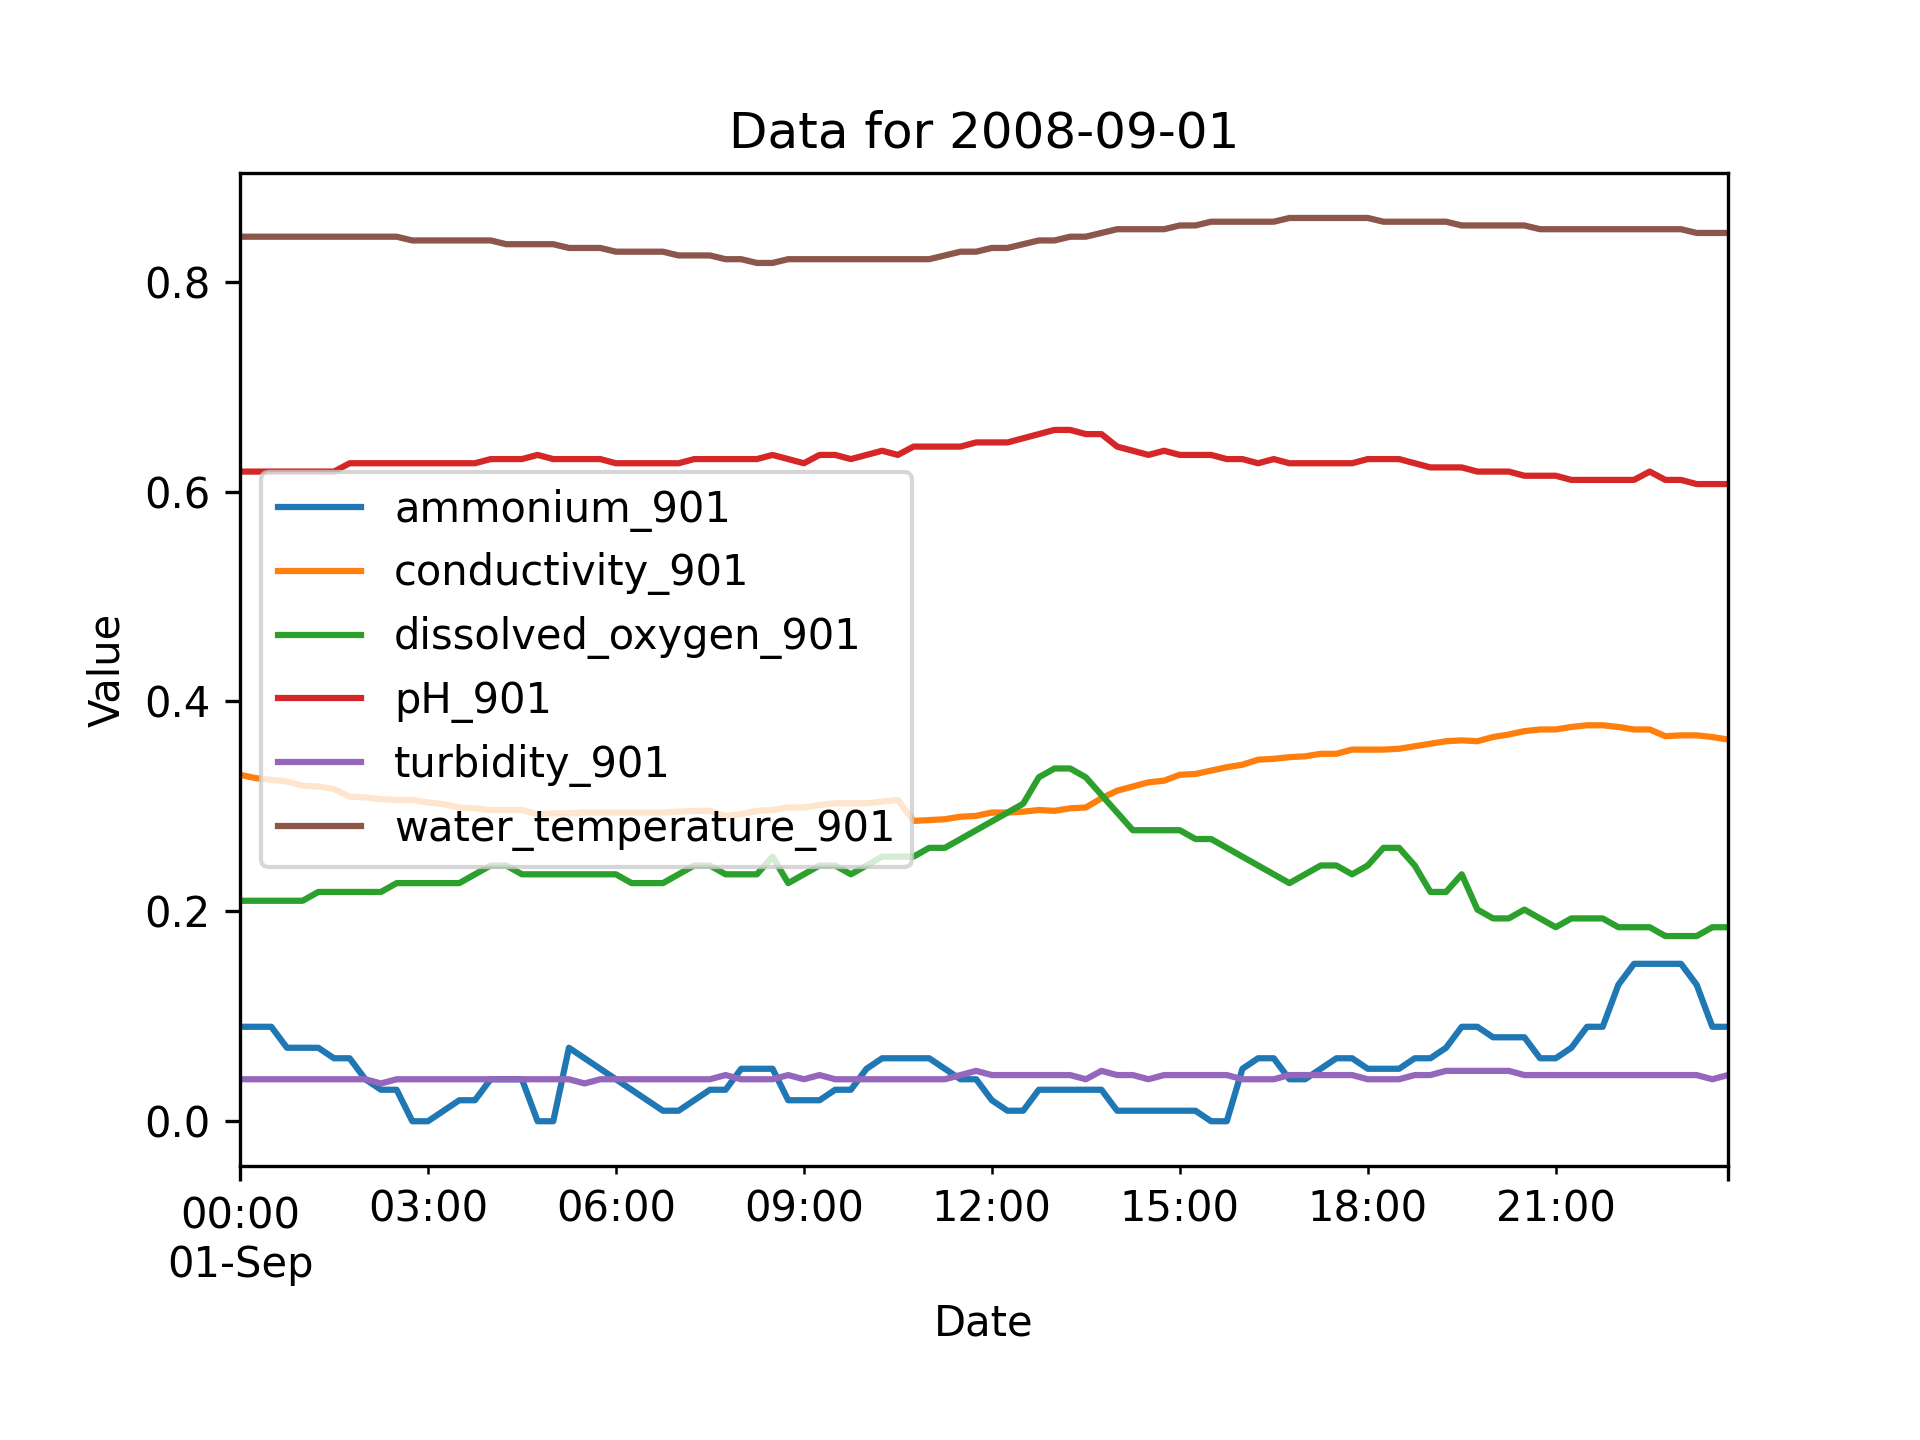 Data for 2008-09-01
Value
0.8
0.6
0.4
0.2
0.0
ammonium_901
conductivity_901
dissolved_oxygen_901
pH_901
turbidity_901
water_temperature_901
00:00 03:00 06:00 09:00 12:00 15:00 18:00 21:00
01-Sep
Date